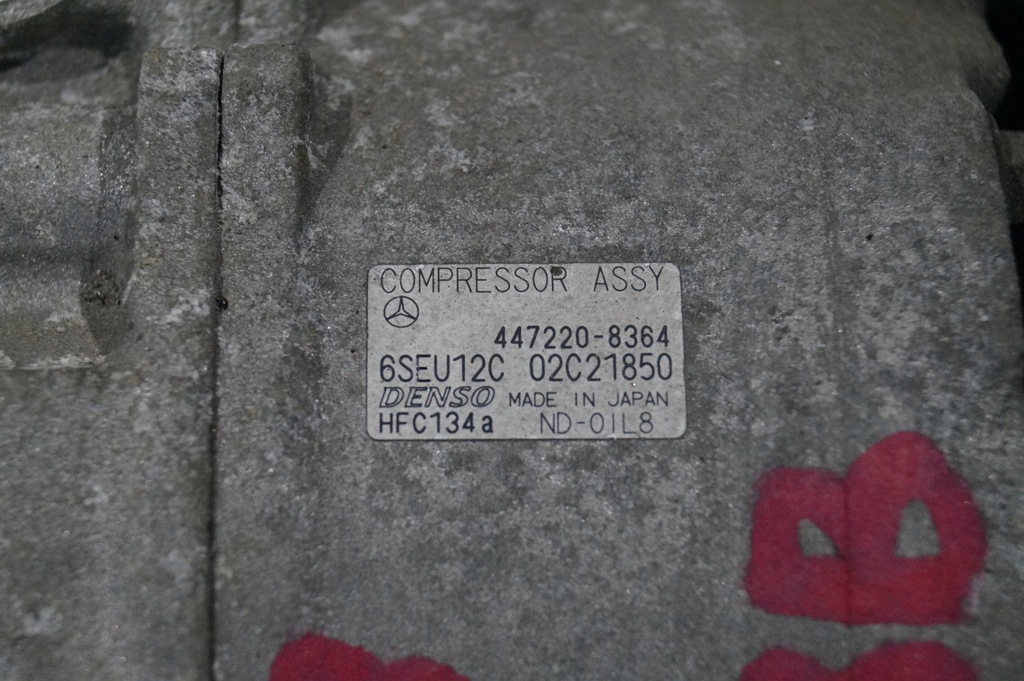 COMPRESSOR ASSY
447220-8364
6SEU12C 02C21850
DENSO MADE IN JAPAN
HFC134a ND-OIL8
B